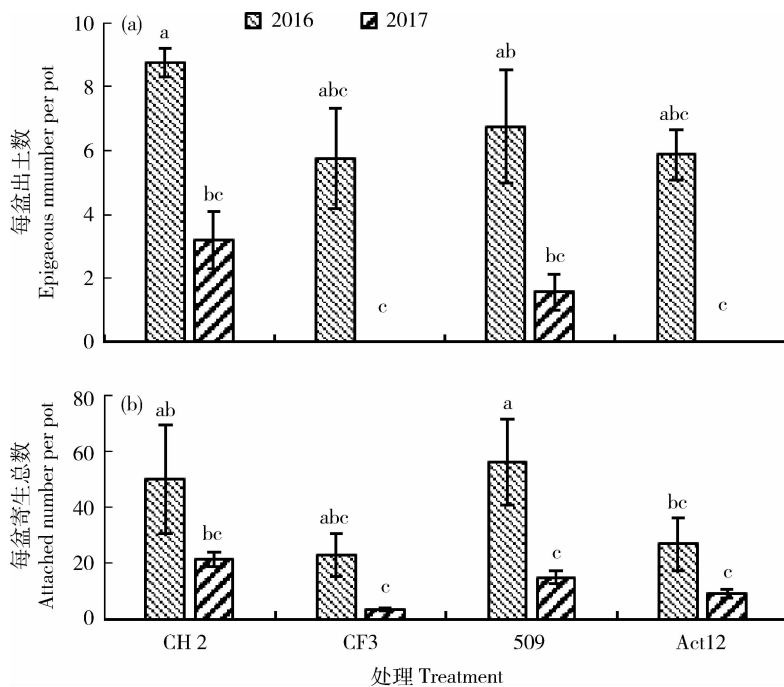 (a)
2016 2017
每盆出土数
Epigaeous nmumber per pot
10
8
6
4
2
0
a
bc
abc
c
ab
bc
abc
c
(b)
每盆寄生总数
Attached number per pot
80
60
40
20
0
ab
bc
abc
c
a
c
bc
c
CH 2 CF3 509 Act12
处理 Treatment